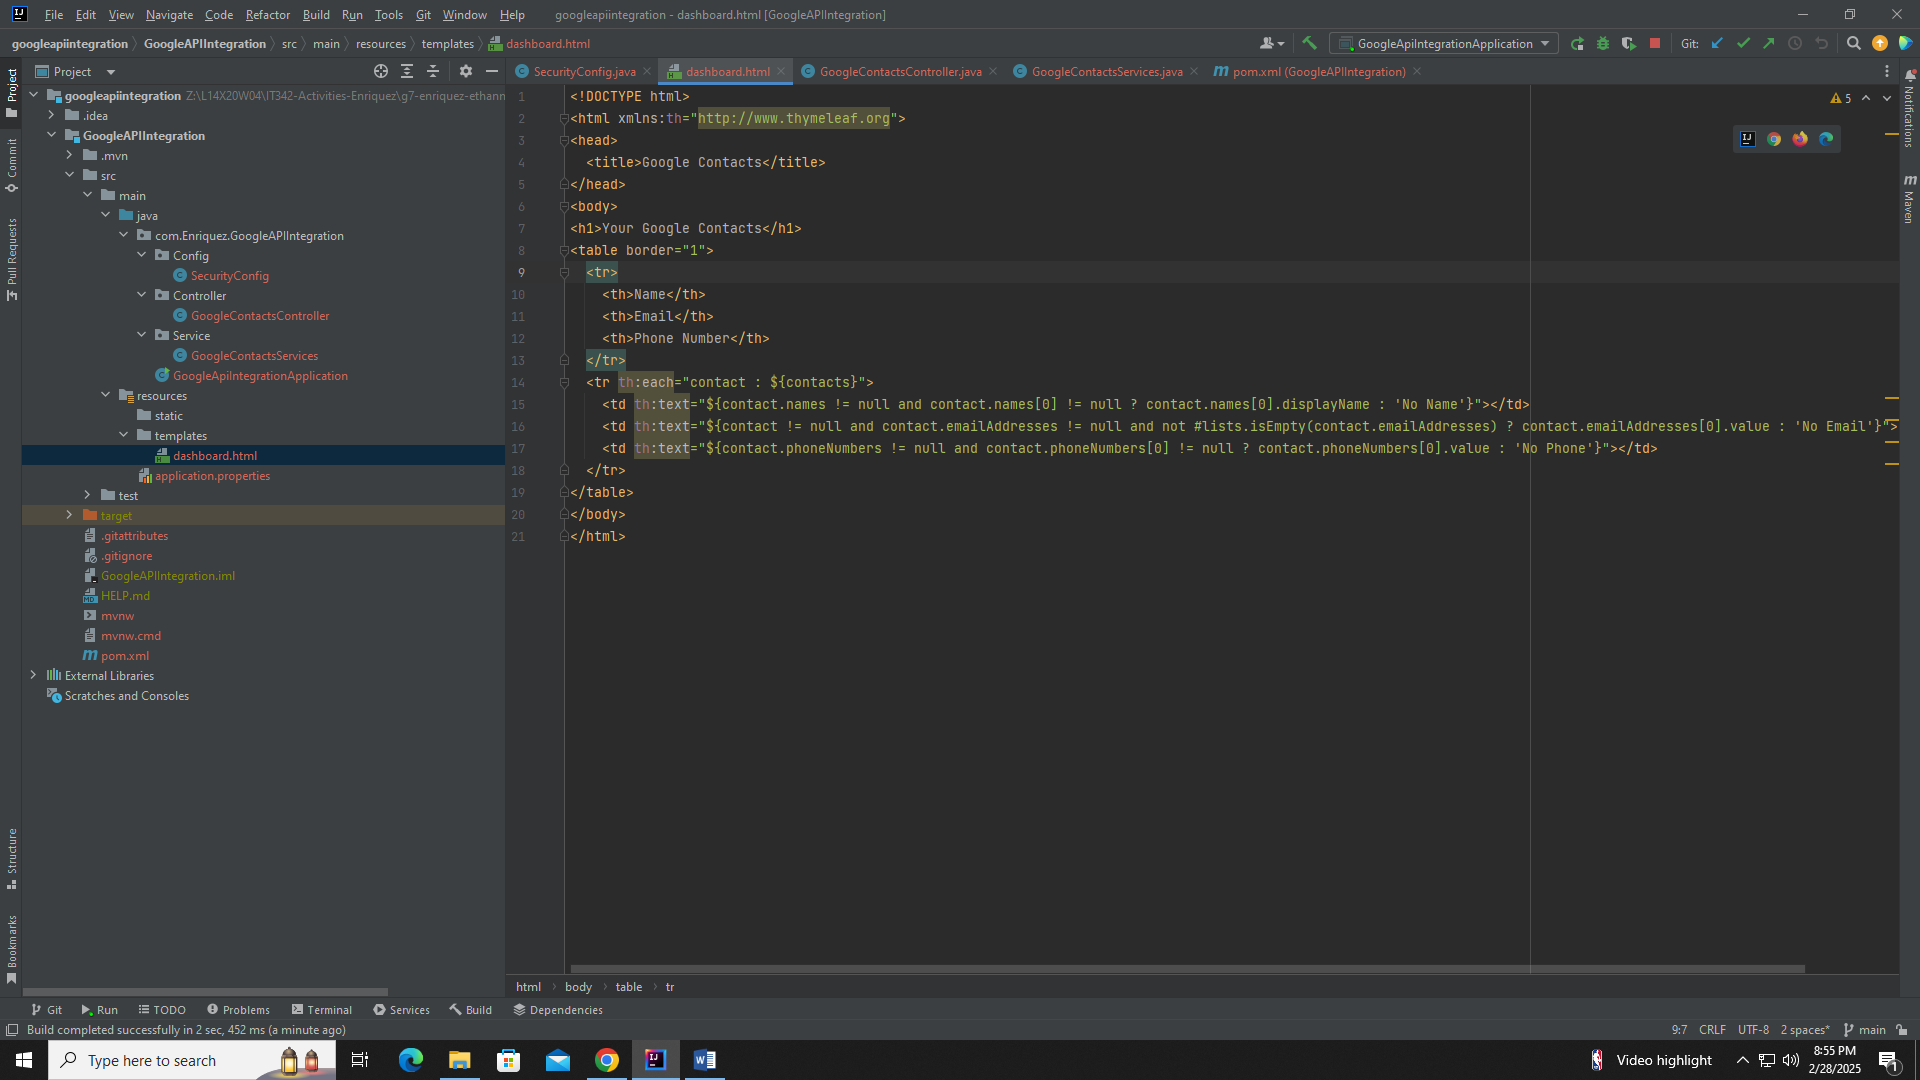 File Edit View Navigate Code Refactor Build Run Tools Git Window Help googleapiintegration - dashboard.html [GoogleAPIIntegration]
googleapiintegration GoogleAPIIntegration src main resources templates dashboard.html GoogleApiIntegrationApplication Git:
Project
SecurityConfig.java dashboard.html GoogleContactsController.java GoogleContactsServices.java pom.xml (GoogleAPIIntegration)
googleapiintegration Z:\L14X20W04\IT342-Activities-Enriquez\g7-enriquez-ethann
.idea
GoogleAPIIntegration
.mvn
src
main
java
com.Enriquez.GoogleAPIIntegration
Config
SecurityConfig
Controller
GoogleContactsController
Service
GoogleContactsServices
GoogleApiIntegrationApplication
resources
static
templates
dashboard.html
application.properties
test
target
.gitattributes
.gitignore
GoogleAPIIntegration.iml
HELP.md
mvnw
mvnw.cmd
pom.xml
External Libraries
Scratches and Consoles
Project
Commit
Pull Requests
Structure
Bookmarks
1 <!DOCTYPE html>
2 <html xmlns:th="http://www.thymeleaf.org">
3 <head>
4 <title>Google Contacts</title>
5 </head>
6 <body>
7 <h1>Your Google Contacts</h1>
8 <table border="1">
9 <tr>
10 <th>Name</th>
11 <th>Email</th>
12 <th>Phone Number</th>
13 </tr>
14 <tr th:each="contact : ${contacts}">
15 <td th:text="${contact.names != null and contact.names[0] != null ? contact.names[0].displayName : 'No Name'}"></td>
16 <td th:text="${contact != null and contact.emailAddresses != null and not #lists.isEmpty(contact.emailAddresses) ? contact.emailAddresses[0].value : 'No Email'}">
17 <td th:text="${contact.phoneNumbers != null and contact.phoneNumbers[0] != null ? contact.phoneNumbers[0].value : 'No Phone'}"></td>
18 </tr>
19 </table>
20 </body>
21 </html>
5
Notifications
Maven
html body table tr
Git Run TODO Problems Terminal Services Build Dependencies
Build completed successfully in 2 sec, 452 ms (a minute ago) 9:7 CRLF UTF-8 2 spaces* main
Type here to search Video highlight 8:55 PM
2/28/2025
1